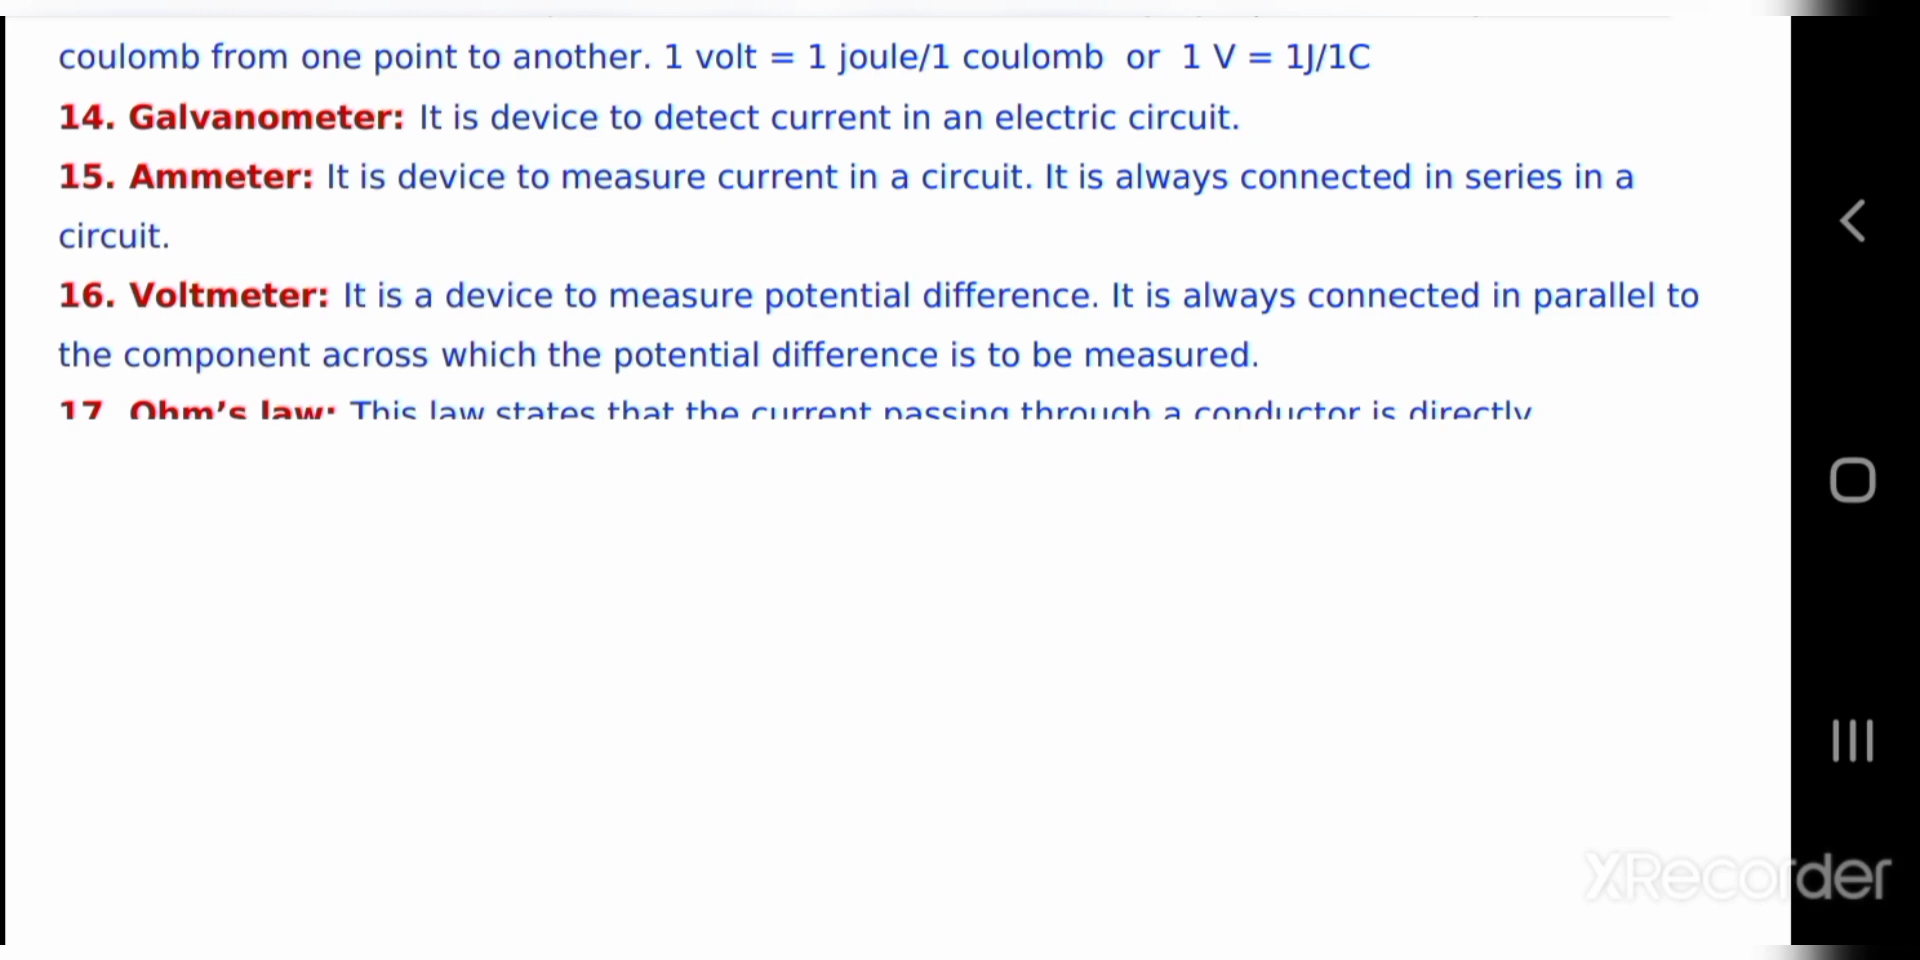 coulomb from one point to another. 1 volt = 1 joule/1 coulomb or 1 V = 1J/1C
14. Galvanometer: It is device to detect current in an electric circuit.
15. Ammeter: It is device to measure current in a circuit. It is always connected in series in a
circuit.
16. Voltmeter: It is a device to measure potential difference. It is always connected in parallel to
the component across which the potential difference is to be measured.
17. Ohm’s law: This law states that the current passing through a conductor is directly
XRecorder